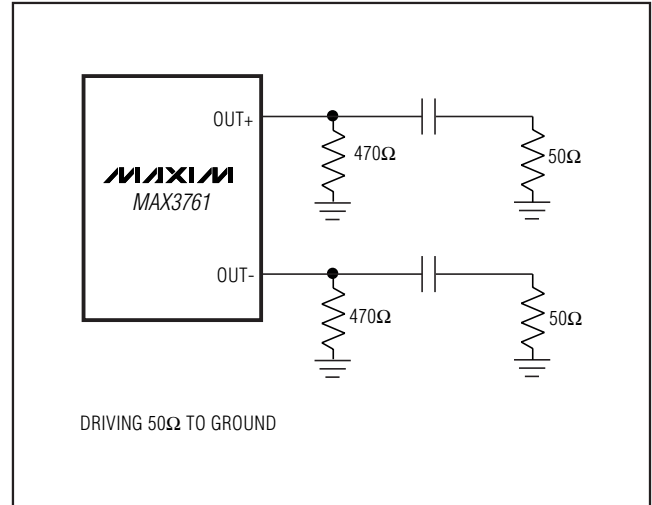 OUT+
470Ω
50Ω
MAXIM
MAX3761
OUT-
470Ω
50Ω
DRIVING 50Ω TO GROUND